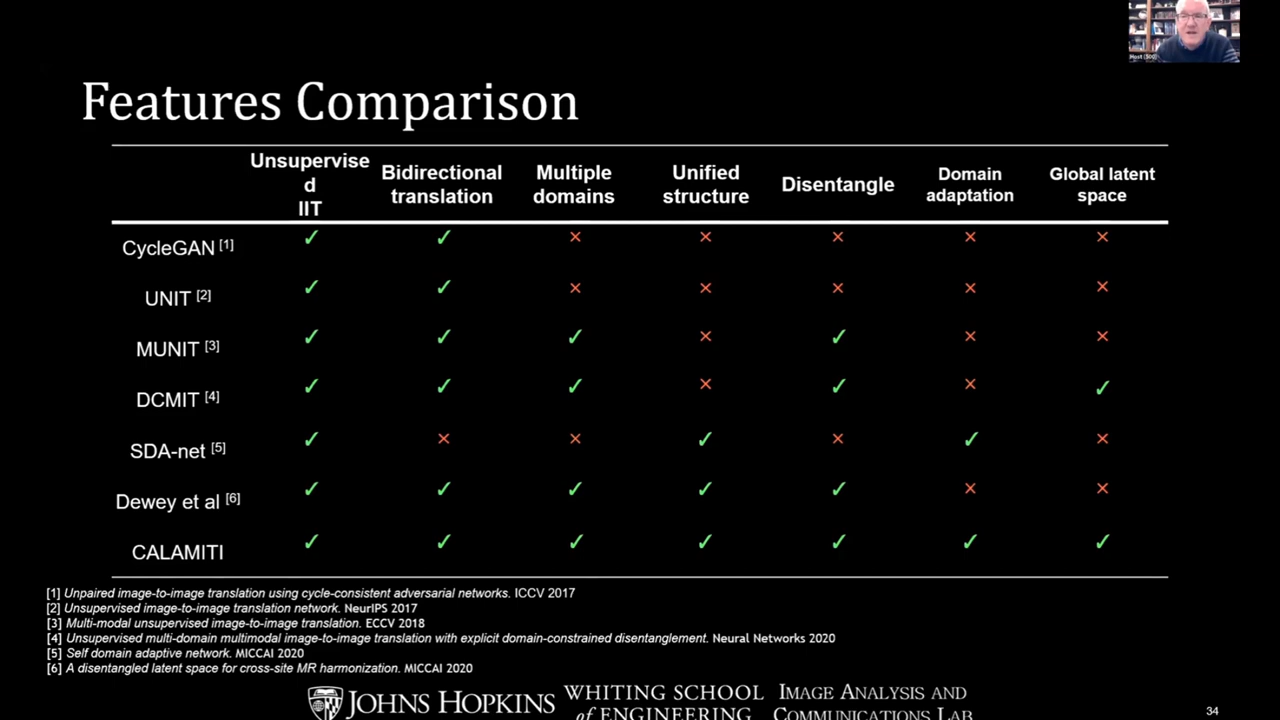 Host (500)
Features Comparison
Unsupervise
d
IIT
Bidirectional
translation
Multiple
domains
Unified
structure
Disentangle
Domain
adaptation
Global latent
space
CycleGAN [1] ✓ ✓ × × × × ×
UNIT [2] ✓ ✓ × × × × ×
MUNIT [3] ✓ ✓ ✓ × ✓ × ×
DCMIT [4] ✓ ✓ ✓ × ✓ × ✓
SDA-net [5] ✓ × × ✓ × ✓ ×
Dewey et al [6] ✓ ✓ ✓ ✓ ✓ × ×
CALAMITI ✓ ✓ ✓ ✓ ✓ ✓ ✓
[1] Unpaired image-to-image translation using cycle-consistent adversarial networks. ICCV 2017
[2] Unsupervised image-to-image translation network. NeurIPS 2017
[3] Multi-modal unsupervised image-to-image translation. ECCV 2018
[4] Unsupervised multi-domain multimodal image-to-image translation with explicit domain-constrained disentanglement. Neural Networks 2020
[5] Self domain adaptive network. MICCAI 2020
[6] A disentangled latent space for cross-site MR harmonization. MICCAI 2020
JOHNS HOPKINS
WHITING SCHOOL
of ENGINEERING
IMAGE ANALYSIS AND
COMMUNICATIONS LAB
34